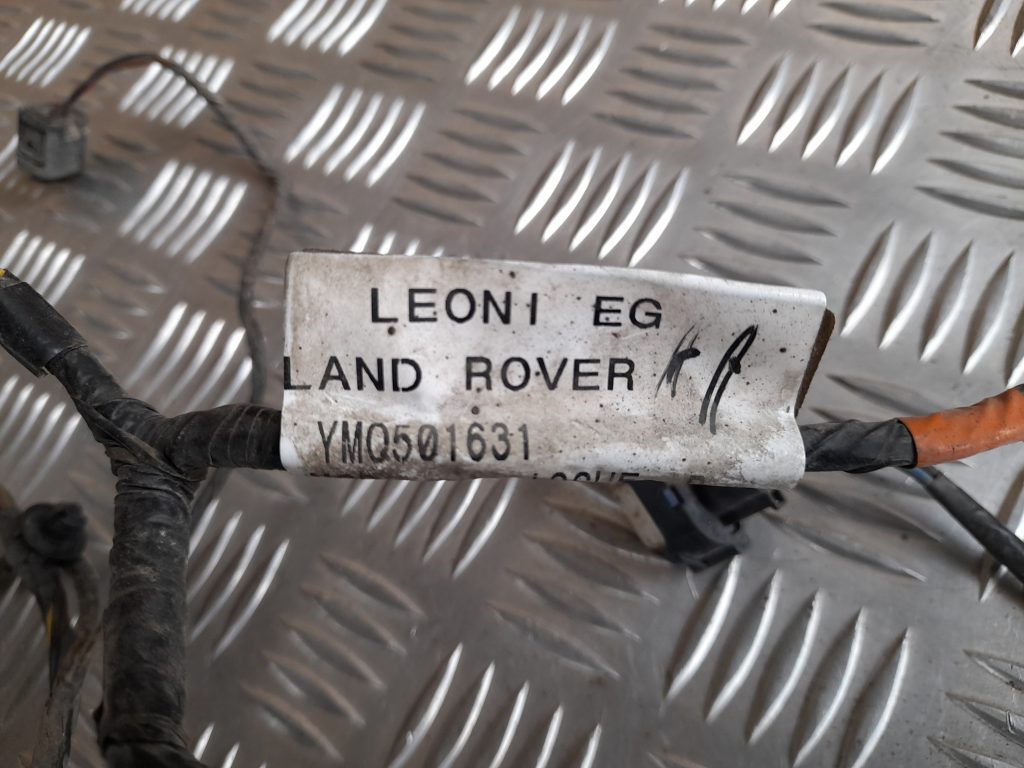 LEONI EG
LAND ROVER
YMQ501631